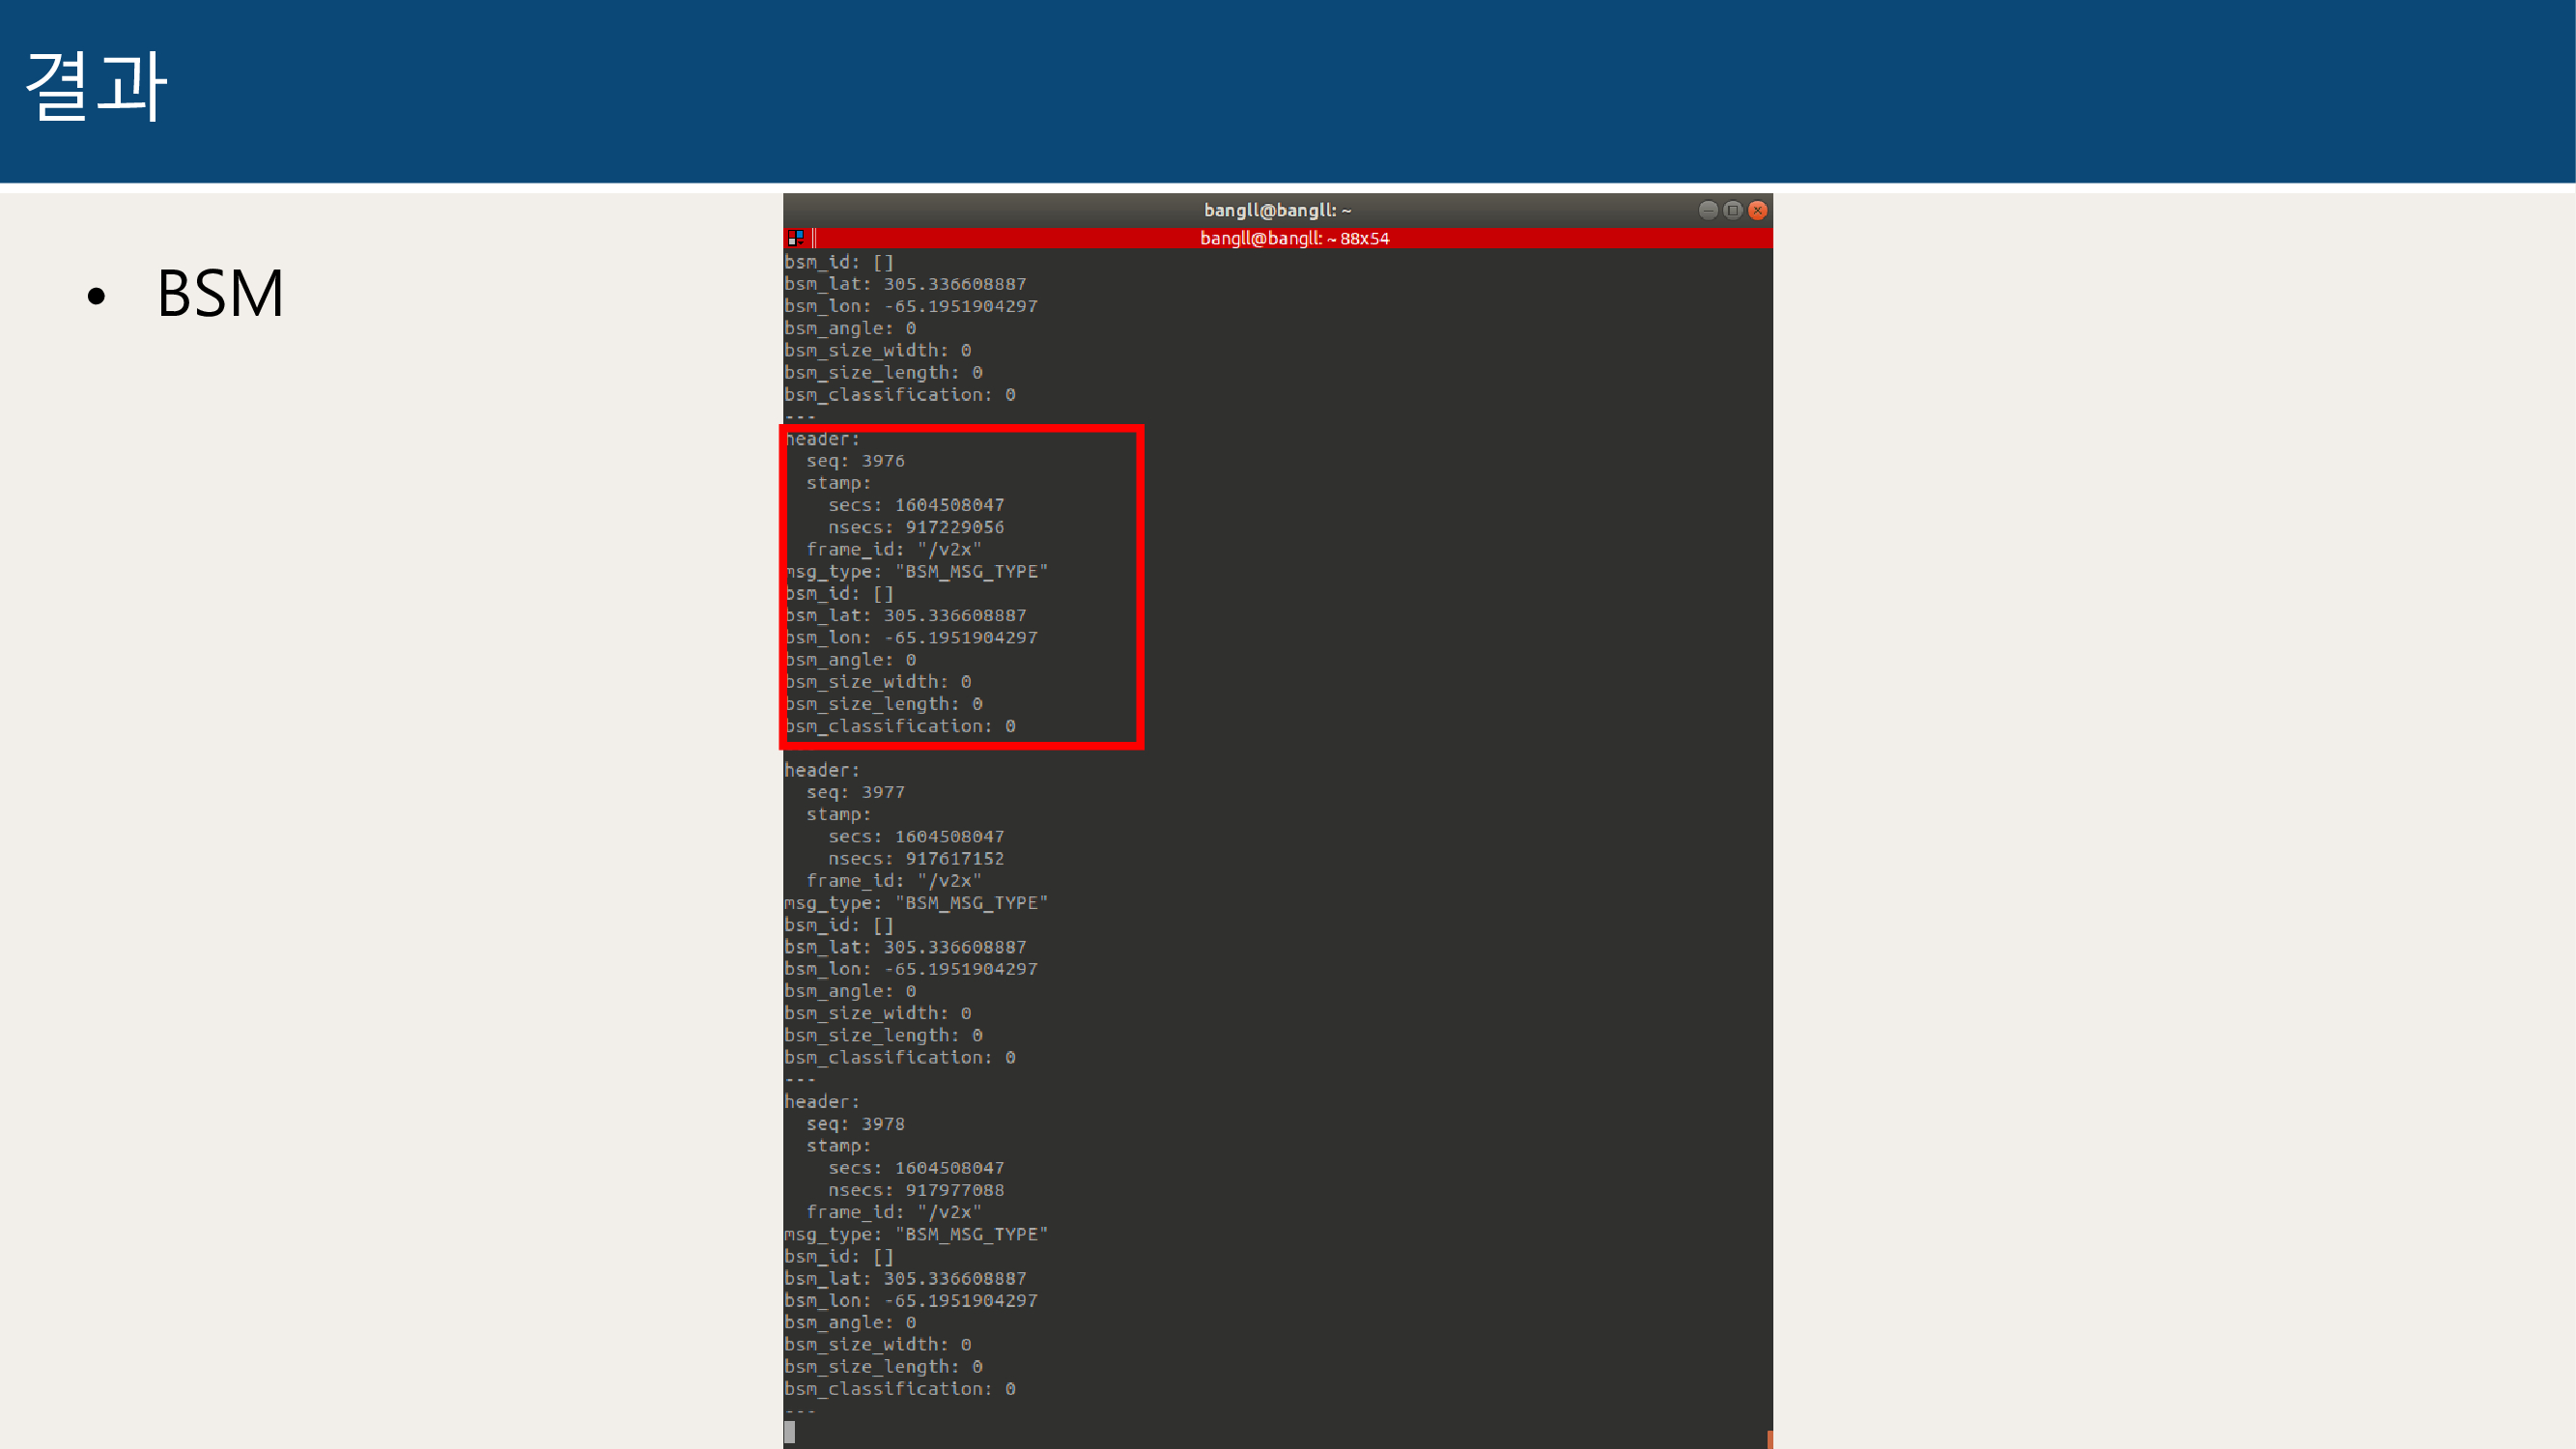 결과
• BSM
bangll@bangll: ~
bangll@bangll: ~ 88x54
bsm_id: []
bsm_lat: 305.336608887
bsm_lon: -65.1951904297
bsm_angle: 0
bsm_size_width: 0
bsm_size_length: 0
bsm_classification: 0
---
header:
  seq: 3976
  stamp:
    secs: 1604508047
    nsecs: 917229056
  frame_id: "/v2x"
msg_type: "BSM_MSG_TYPE"
bsm_id: []
bsm_lat: 305.336608887
bsm_lon: -65.1951904297
bsm_angle: 0
bsm_size_width: 0
bsm_size_length: 0
bsm_classification: 0
header:
  seq: 3977
  stamp:
    secs: 1604508047
    nsecs: 917617152
  frame_id: "/v2x"
msg_type: "BSM_MSG_TYPE"
bsm_id: []
bsm_lat: 305.336608887
bsm_lon: -65.1951904297
bsm_angle: 0
bsm_size_width: 0
bsm_size_length: 0
bsm_classification: 0
---
header:
  seq: 3978
  stamp:
    secs: 1604508047
    nsecs: 917977088
  frame_id: "/v2x"
msg_type: "BSM_MSG_TYPE"
bsm_id: []
bsm_lat: 305.336608887
bsm_lon: -65.1951904297
bsm_angle: 0
bsm_size_width: 0
bsm_size_length: 0
bsm_classification: 0
---